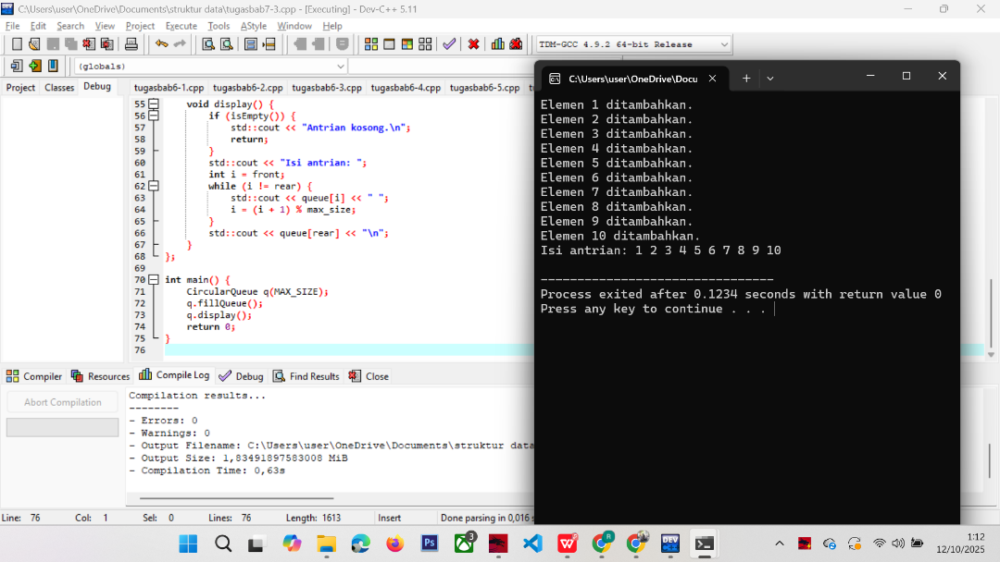 C:\Users\user\OneDrive\Documents\struktur data\tugasbab7-3.cpp - [Executing] - Dev-C++ 5.11
File Edit Search View Project Execute Tools AStyle Window Help
TDM-GCC 4.9.2 64-bit Release
(globals)
Project Classes Debug
tugasbab6-1.cpp tugasbab6-2.cpp tugasbab6-3.cpp tugasbab6-4.cpp tugasbab6-5.cpp
55 void display() {
56 if (isEmpty()) {
57 std::cout << "Antrian kosong.\n";
58 return;
59 }
60 std::cout << "Isi antrian: ";
61 int i = front;
62 while (i != rear) {
63 std::cout << queue[i] << " ";
64 i = (i + 1) % max_size;
65 }
66 std::cout << queue[rear] << "\n";
67 }
68 };
69
70 int main() {
71 CircularQueue q(MAX_SIZE);
72 q.fillQueue();
73 q.display();
74 return 0;
75 }
76
C:\Users\user\OneDrive\Docu
Elemen 1 ditambahkan.
Elemen 2 ditambahkan.
Elemen 3 ditambahkan.
Elemen 4 ditambahkan.
Elemen 5 ditambahkan.
Elemen 6 ditambahkan.
Elemen 7 ditambahkan.
Elemen 8 ditambahkan.
Elemen 9 ditambahkan.
Elemen 10 ditambahkan.
Isi antrian: 1 2 3 4 5 6 7 8 9 10
--------------------------------
Process exited after 0.1234 seconds with return value 0
Press any key to continue . . .
Compiler Resources Compile Log Debug Find Results Close
Abort Compilation
Compilation results...
--------
- Errors: 0
- Warnings: 0
- Output Filename: C:\Users\user\OneDrive\Documents\struktur data
- Output Size: 1,83491897583008 MiB
- Compilation Time: 0,63s
Line: 76 Col: 1 Sel: 0 Lines: 76 Length: 1613 Insert Done parsing in 0,016
Ps
3
W
R
DEV
1:12
12/10/2025